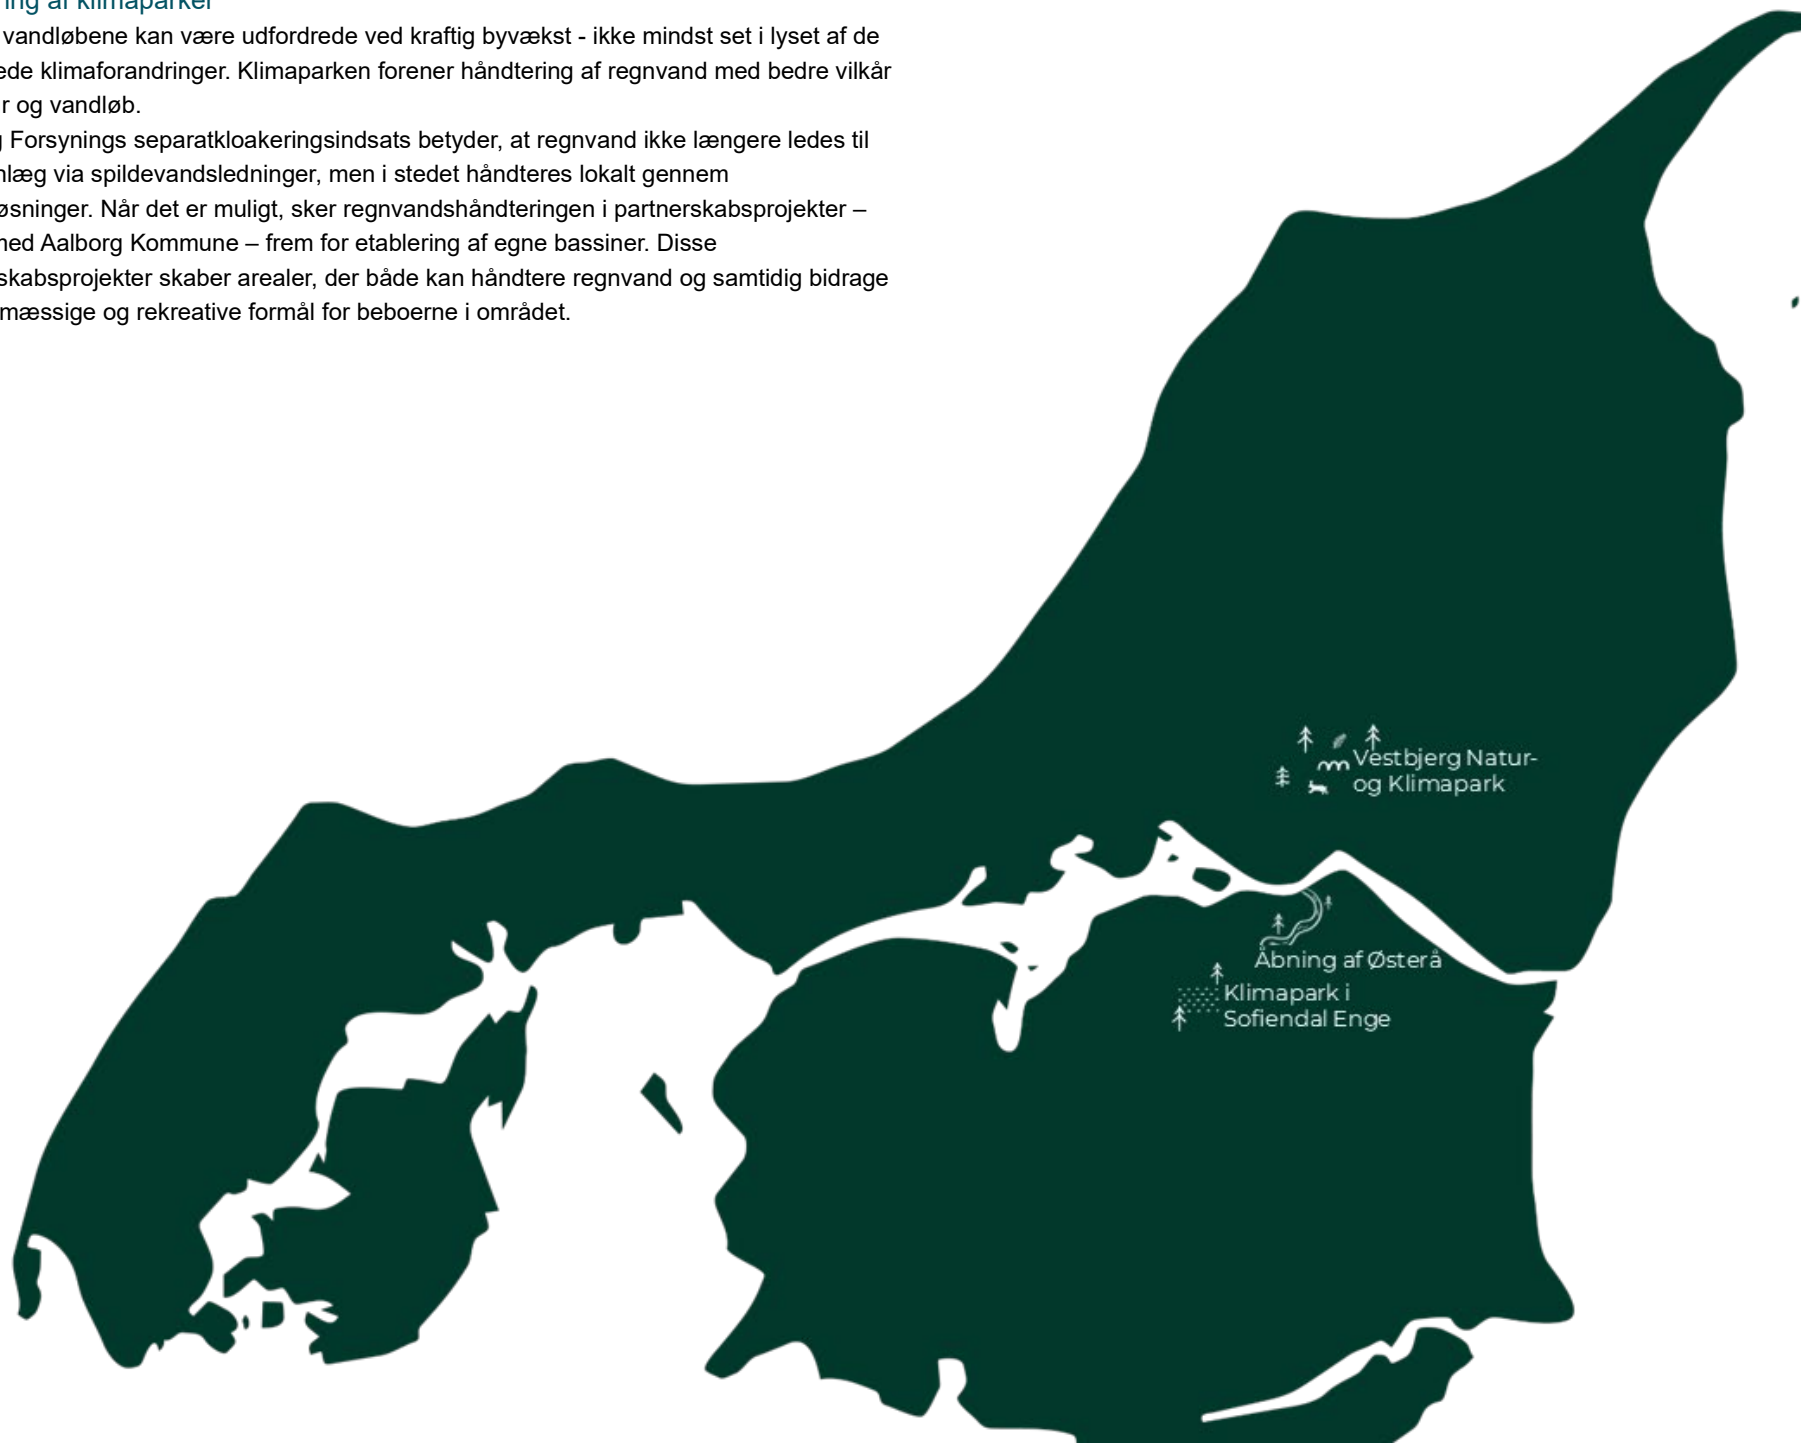 ring af klimaparker
vandløbene kan være udfordrede ved kraftig byvækst - ikke mindst set i lyset af de
ede klimaforandringer. Klimaparken forener håndtering af regnvand med bedre vilkår
r og vandløb.
g Forsynings separatkloakeringsindsats betyder, at regnvand ikke længere ledes til
nlæg via spildevandsledninger, men i stedet håndteres lokalt gennem
øsninger. Når det er muligt, sker regnvandshåndteringen i partnerskabsprojekter –
ned Aalborg Kommune – frem for etablering af egne bassiner. Disse
skabsprojekter skaber arealer, der både kan håndtere regnvand og samtidig bidrage
mæssige og rekreative formål for beboerne i området.
Vestbjerg Natur-
og Klimapark
Åbning af Østerå
Klimapark i
Sofiendal Enge